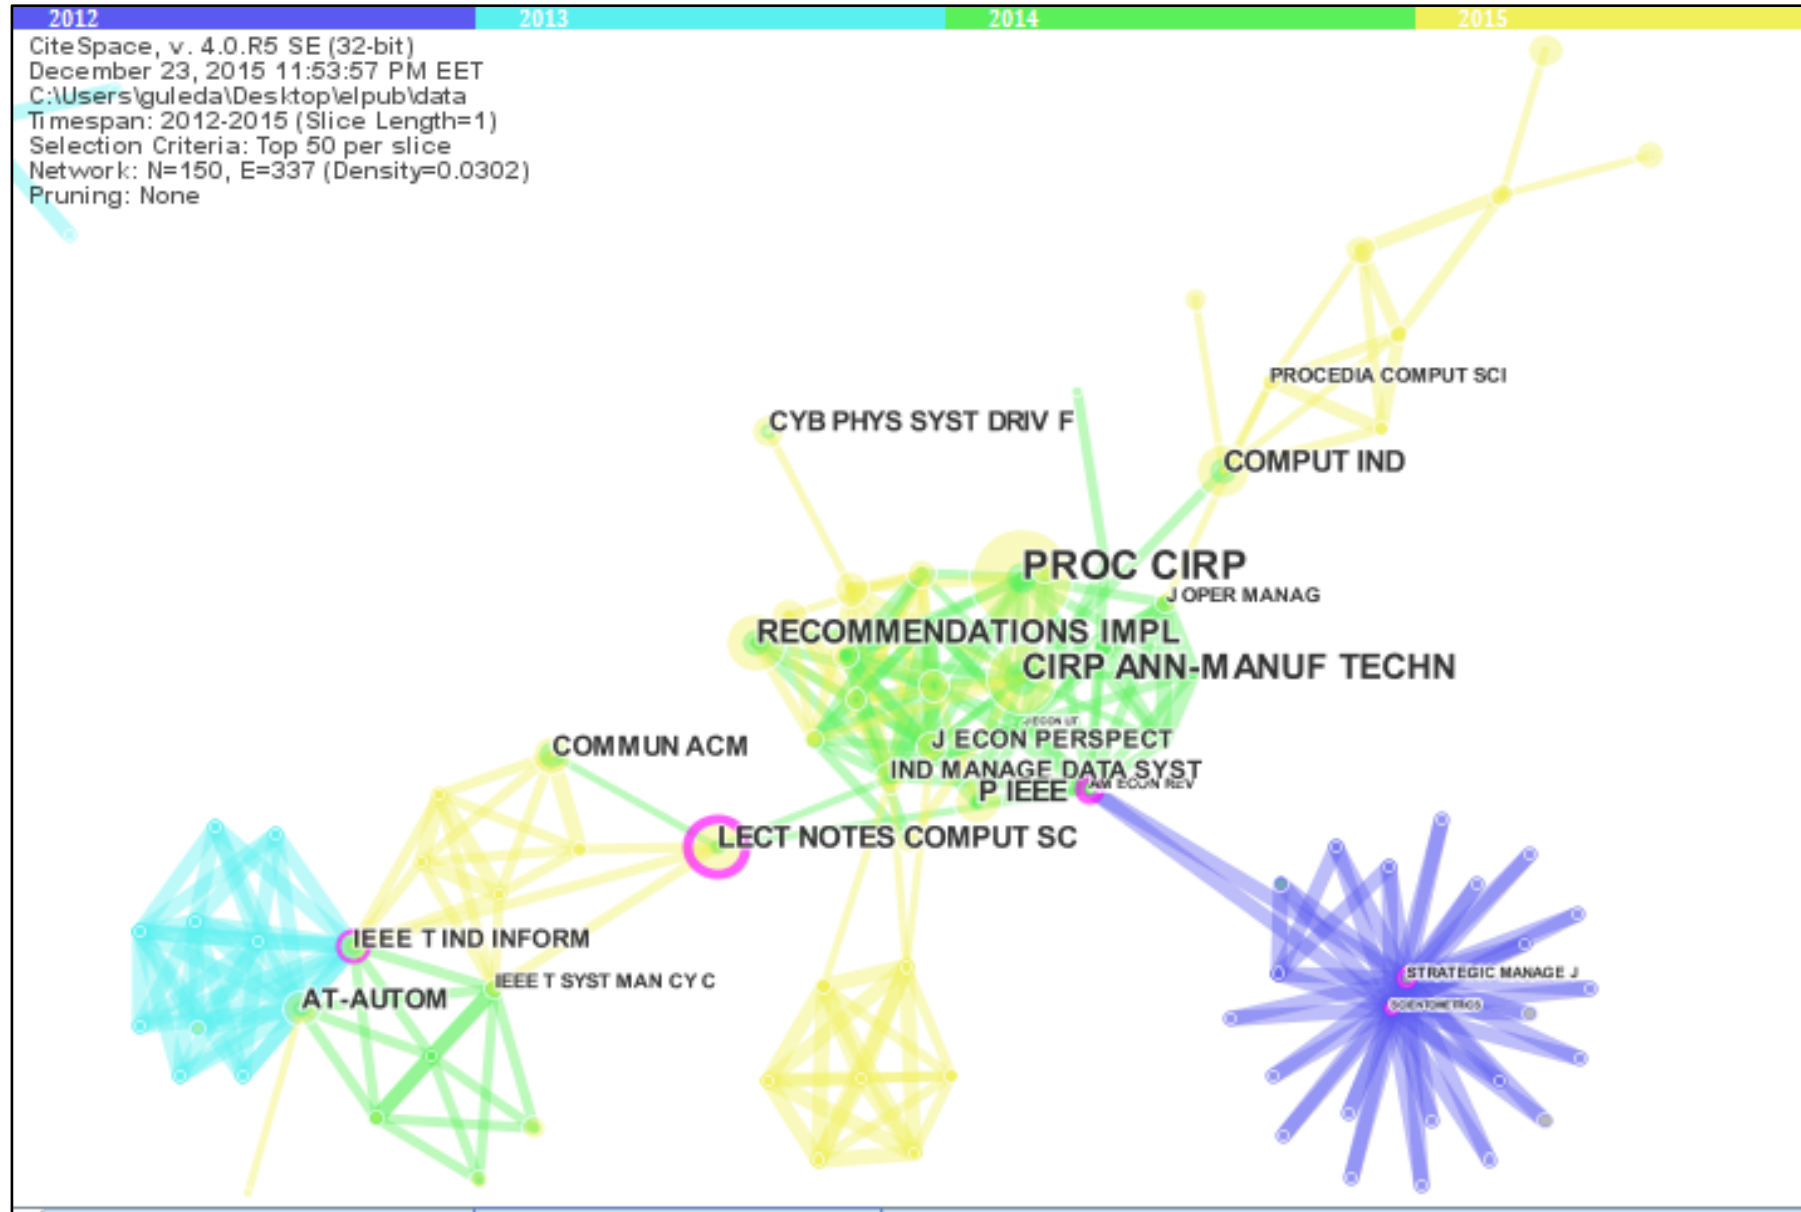 2012 2013 2014 2015
CiteSpace, v. 4.0.R5 SE (32-bit)
December 23, 2015 11:53:57 PM EET
C:\Users\guleda\Desktop\elpub\data
Timespan: 2012-2015 (Slice Length=1)
Selection Criteria: Top 50 per slice
Network: N=150, E=337 (Density=0.0302)
Pruning: None
PROCEDIA COMPUT SCI
CYB PHYS SYST DRIV F
COMPUT IND
PROC CIRP
J OPER MANAG
RECOMMENDATIONS IMPL
CIRP ANN-MANUF TECHN
J ECON LIT
J ECON PERSPECT
COMMUN ACM
IND MANAGE DATA SYST
AM ECON REV
P IEEE
LECT NOTES COMPUT SC
IEEE T IND INFORM
IEEE T SYST MAN CY C
STRATEGIC MANAGE J
AT-AUTOM
SCIENTOMETRICS